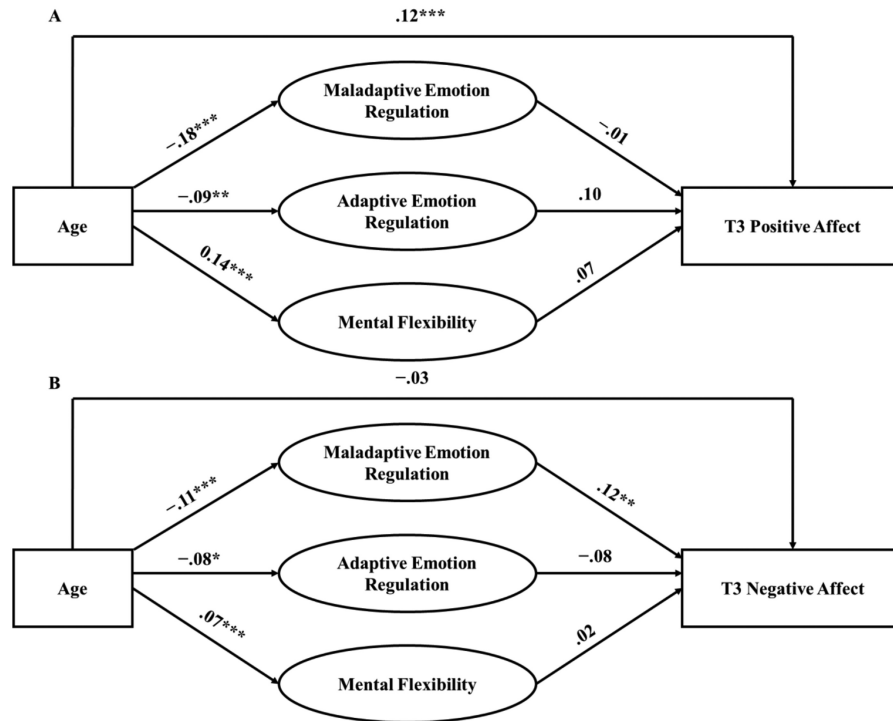 A
.12***
Maladaptive Emotion
Regulation
−.18***
−.01
Age
−.09**
Adaptive Emotion
Regulation
.10
T3 Positive Affect
0.14***
.07
Mental Flexibility
B
−.03
Maladaptive Emotion
Regulation
−.11***
.12**
Age
−.08*
Adaptive Emotion
Regulation
−.08
T3 Negative Affect
.07***
.02
Mental Flexibility